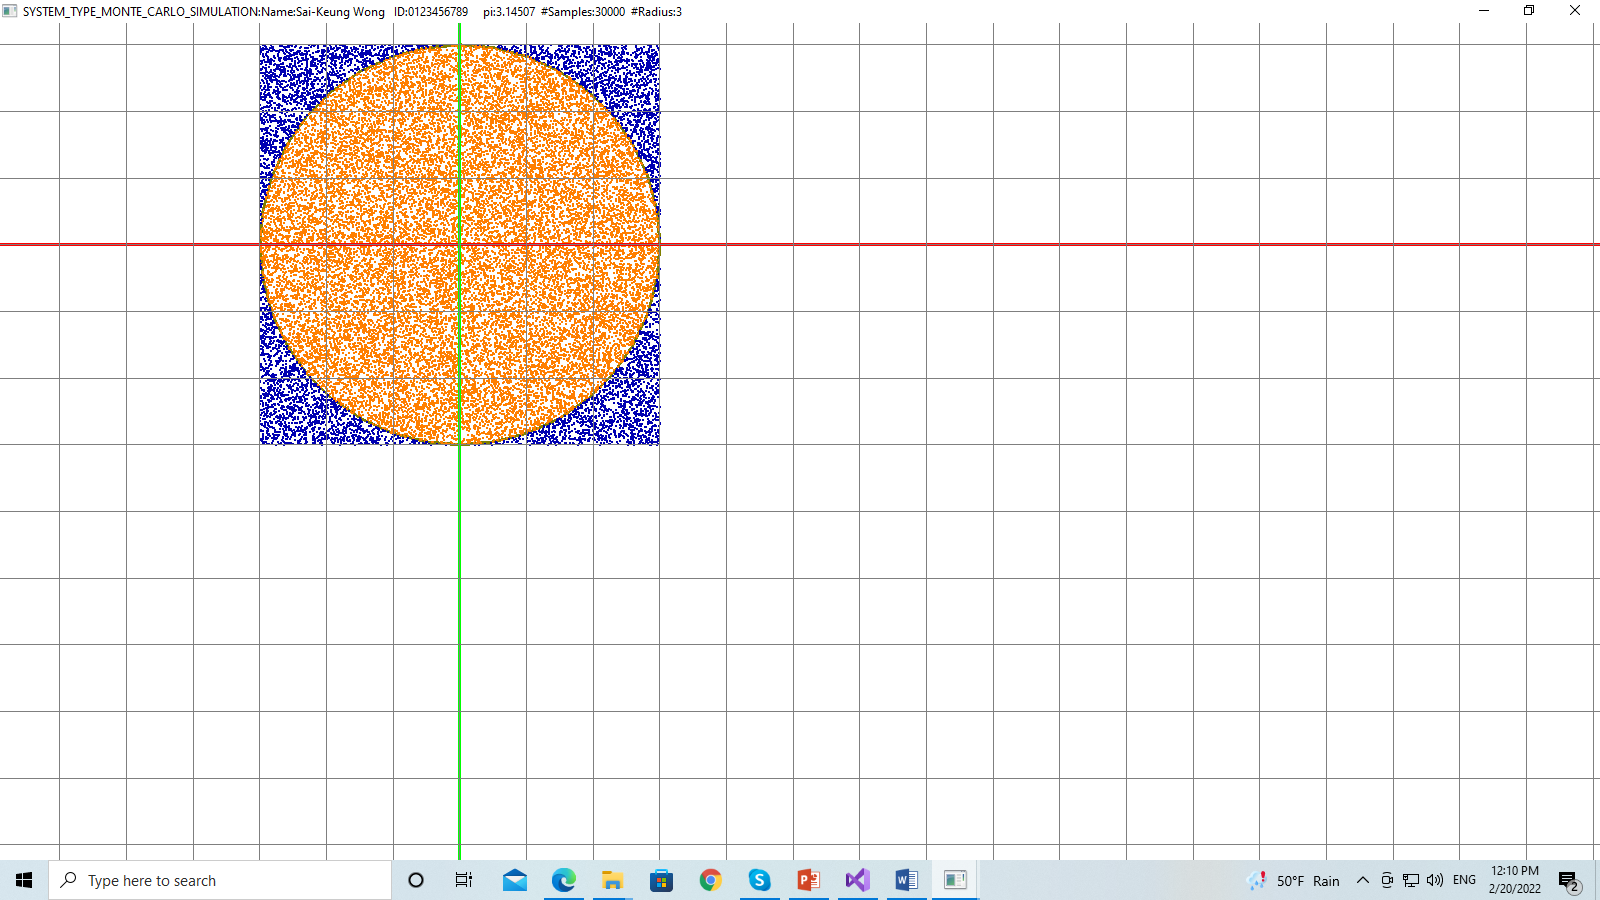 SYSTEM_TYPE_MONTE_CARLO_SIMULATION:Name:Sai-Keung Wong   ID:0123456789     pi:3.14507  #Samples:30000  #Radius:3
Type here to search
50°F  Rain
ENG
12:10 PM
2/20/2022
2